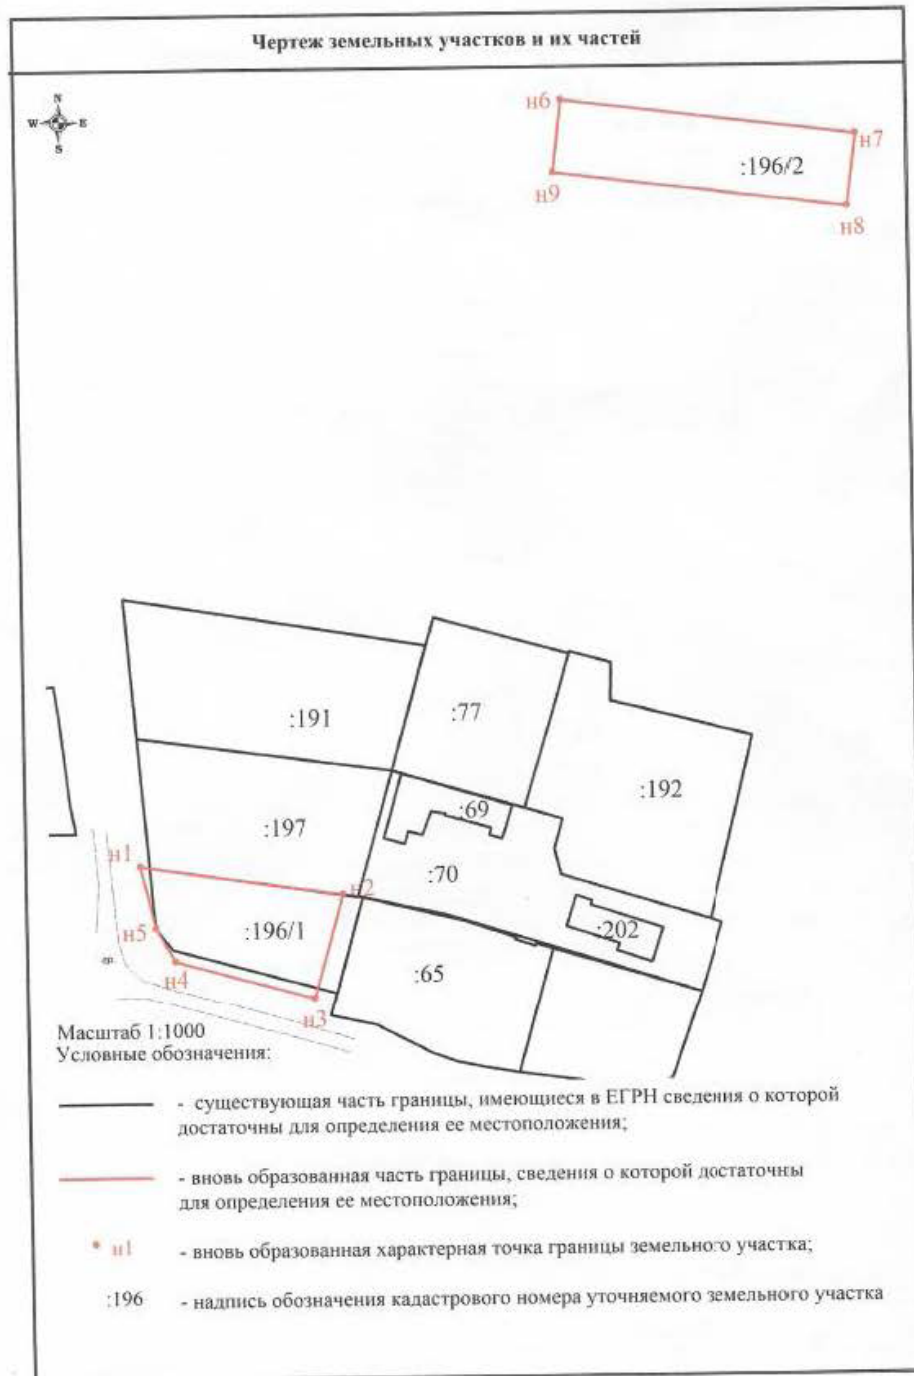 Чертеж земельных участков и их частей
N
W E
S
н6
н7
:196/2
н9
н8
:191
:77
:192
:69
:197
:70
н1
н2
:202
н5
:196/1
:65
н4
н3
Масштаб 1:1000
Условные обозначения:
- существующая часть границы, имеющиеся в ЕГРН сведения о которой
достаточны для определения ее местоположения;
- вновь образованная часть границы, сведения о которой достаточны
для определения ее местоположения;
н1 - вновь образованная характерная точка границы земельного участка;
:196 - надпись обозначения кадастрового номера уточняемого земельного участка